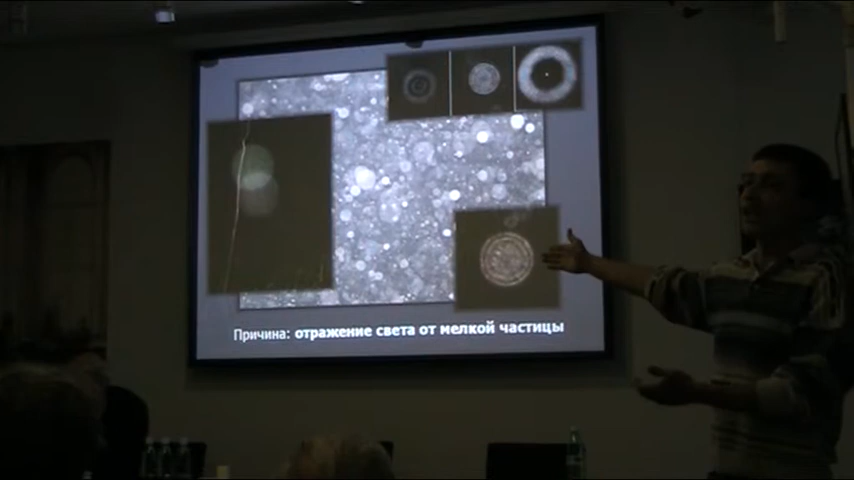 Причина: отражение света от мелкой частицы